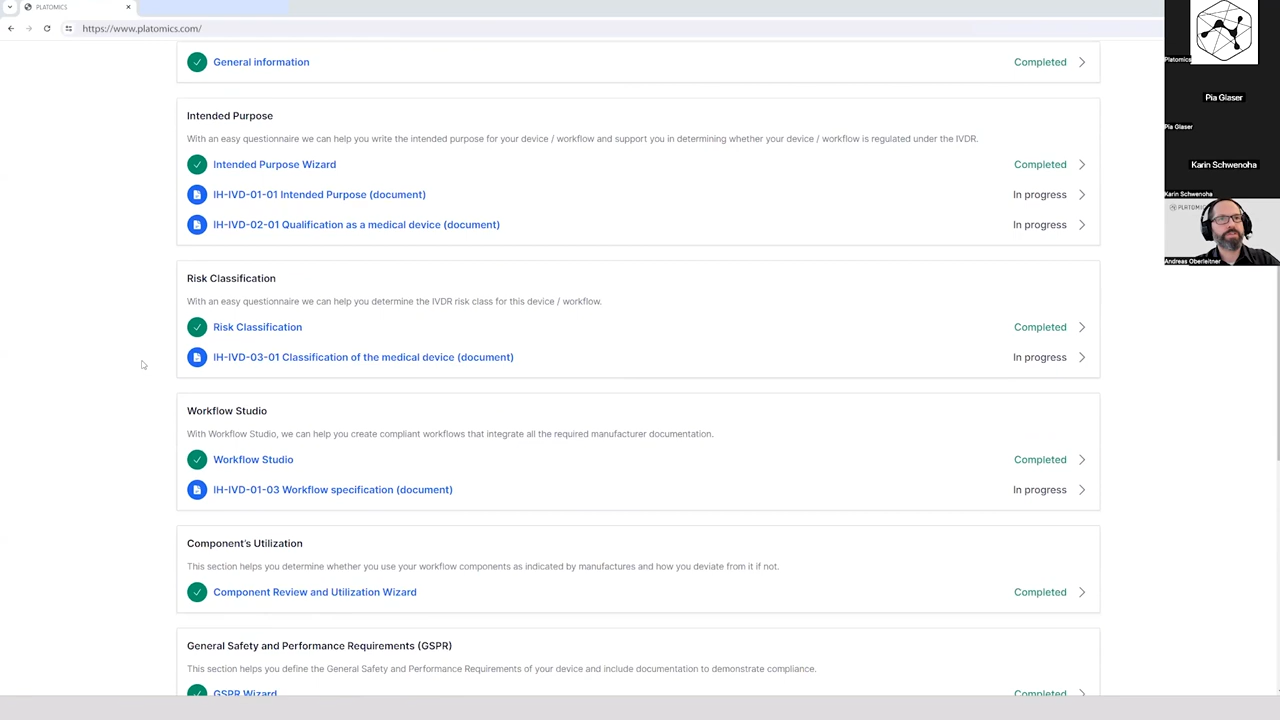 PLATOMICS
https://www.platomics.com/
General information
Completed
Intended Purpose
With an easy questionnaire we can help you write the intended purpose for your device / workflow and support you in determining whether your device / workflow is regulated under the IVDR.
Intended Purpose Wizard
Completed
IH-IVD-01-01 Intended Purpose (document)
In progress
IH-IVD-02-01 Qualification as a medical device (document)
In progress
Risk Classification
With an easy questionnaire we can help you determine the IVDR risk class for this device / workflow.
Risk Classification
Completed
IH-IVD-03-01 Classification of the medical device (document)
In progress
Workflow Studio
With Workflow Studio, we can help you create compliant workflows that integrate all the required manufacturer documentation.
Workflow Studio
Completed
IH-IVD-01-03 Workflow specification (document)
In progress
Component's Utilization
This section helps you determine whether you use your workflow components as indicated by manufactures and how you deviate from it if not.
Component Review and Utilization Wizard
Completed
General Safety and Performance Requirements (GSPR)
This section helps you define the General Safety and Performance Requirements of your device and include documentation to demonstrate compliance.
GSPR Wizard
Completed
Platomics
Pia Glaser
Pia Glaser
Karin Schwenoha
Karin Schwenoha
PLATOMICS
Andreas Oberleitner